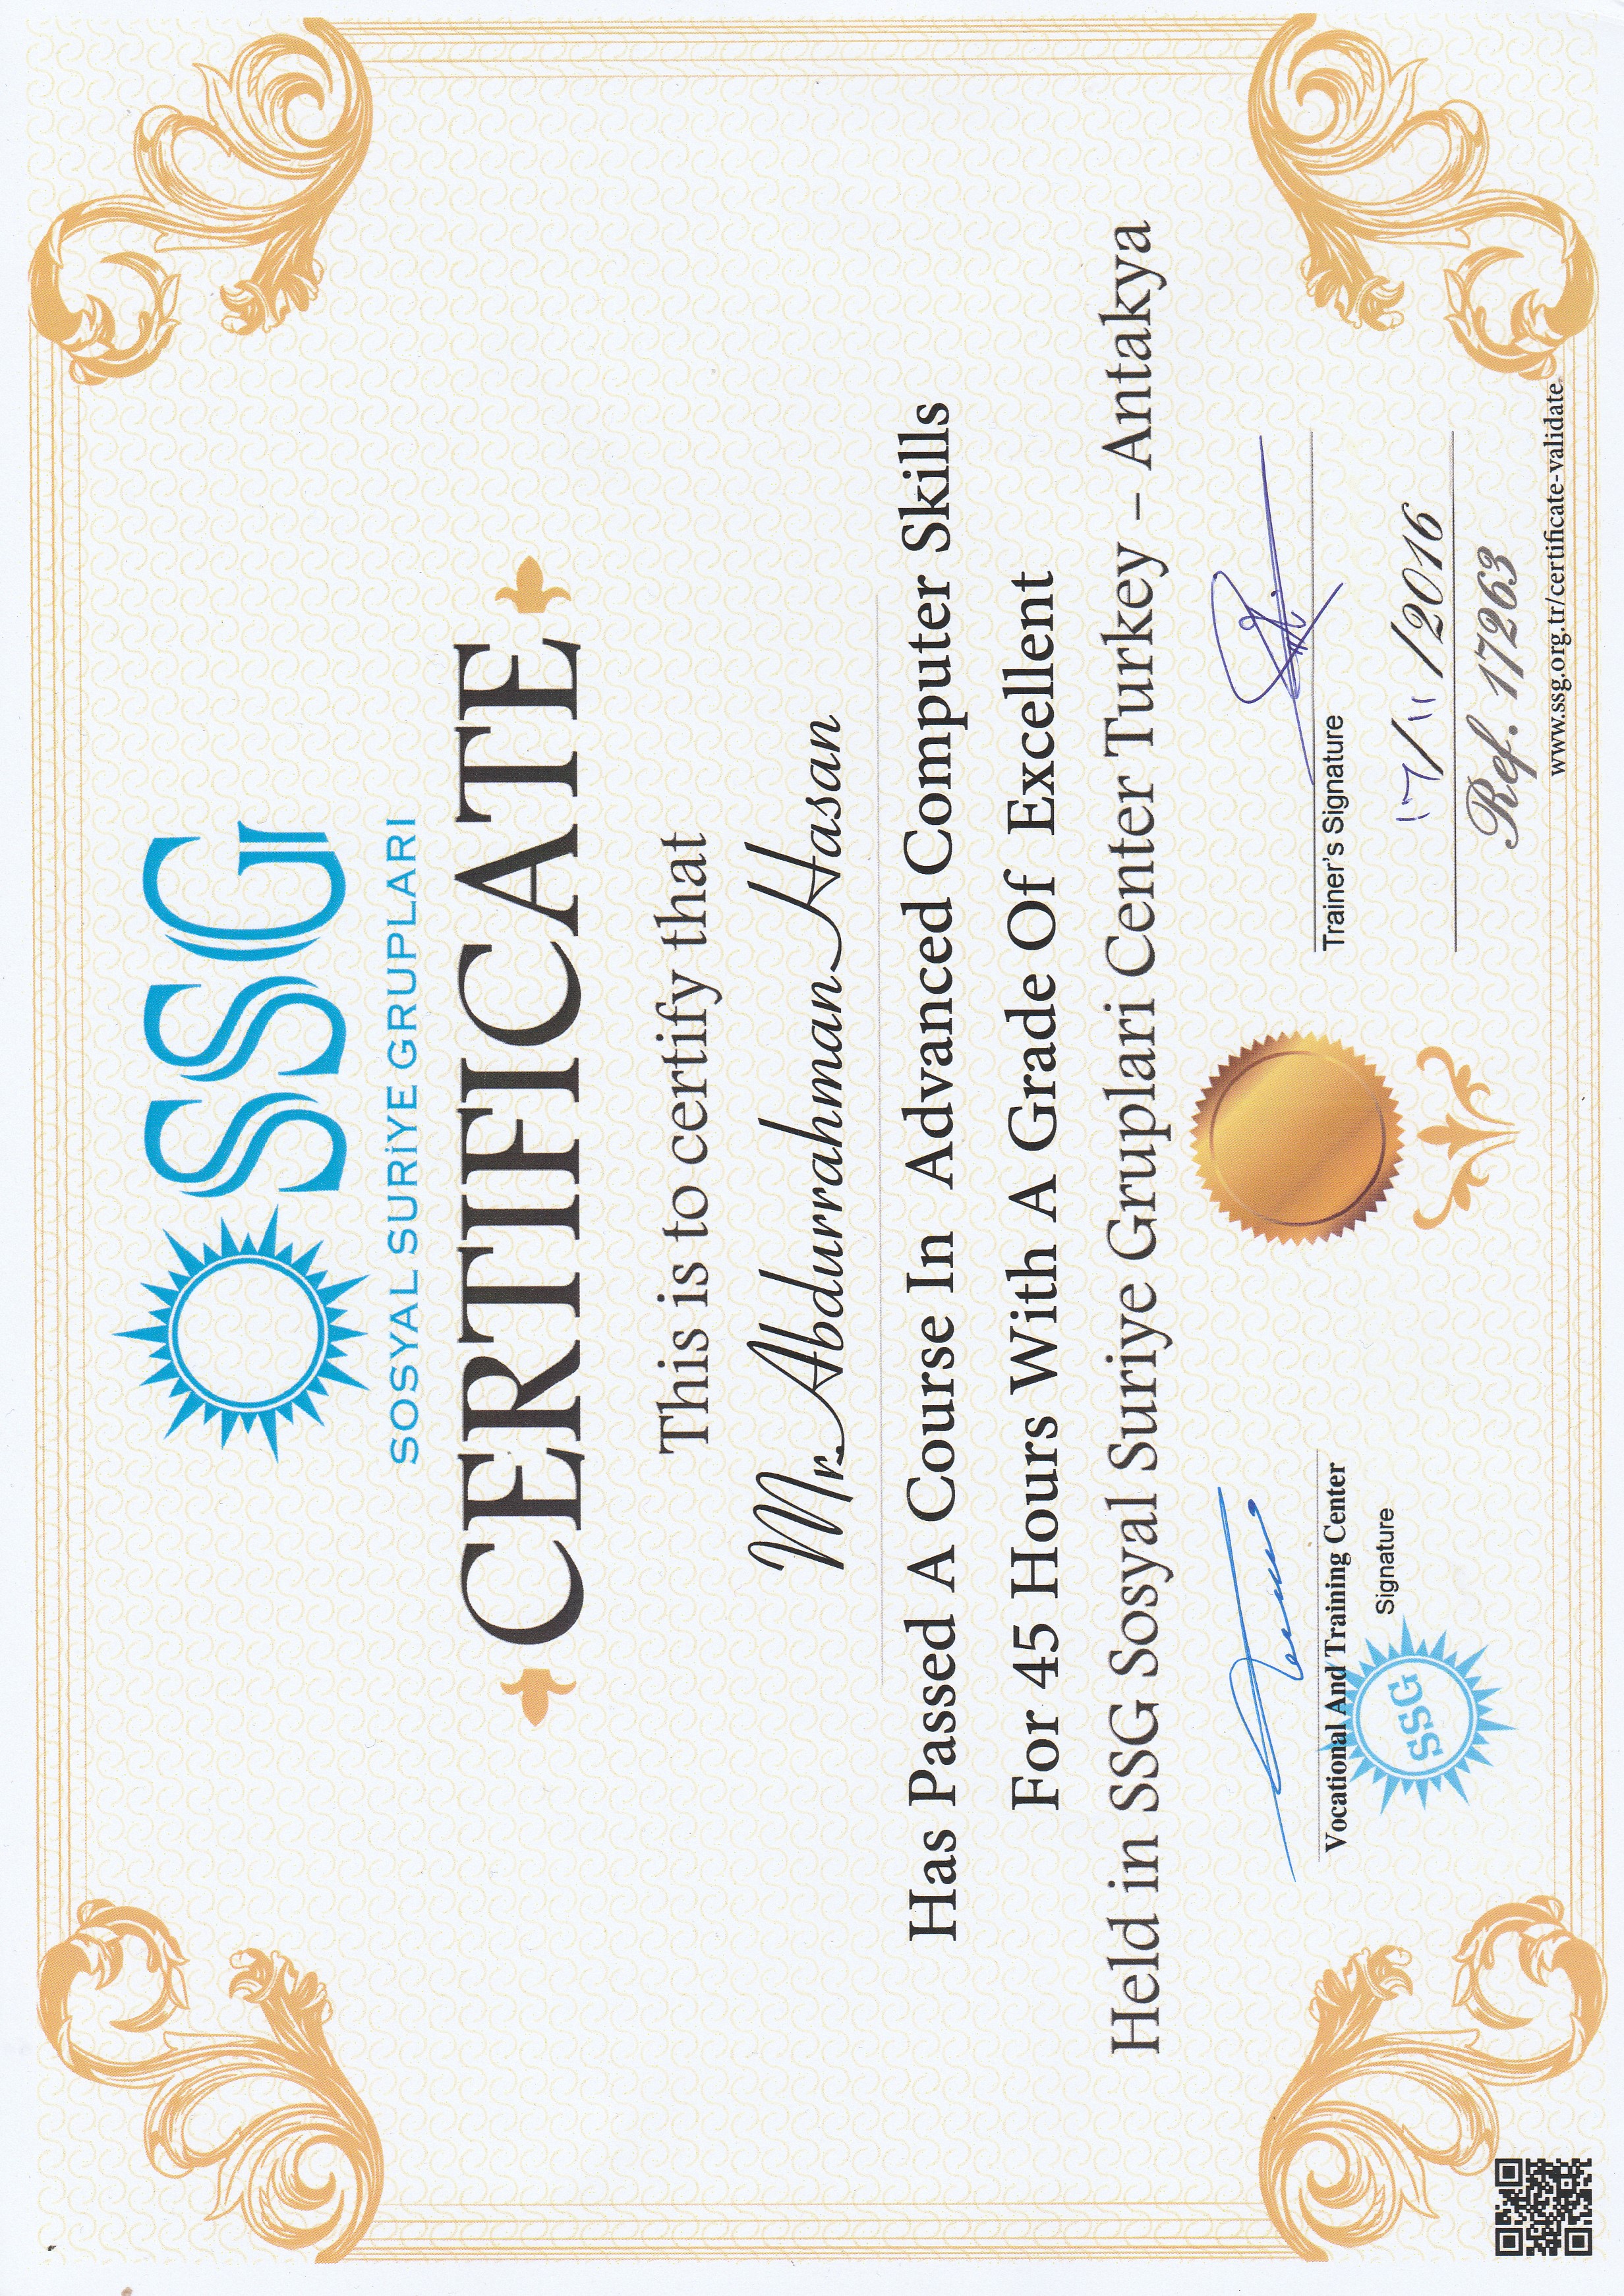 SSG
SOSYAL SURİYE GRUPLARI
CERTIFICATE
This is to certify that
Mr. Abdurrahman Hasan
Has Passed A Course In Advanced Computer Skills
For 45 Hours With A Grade Of Excellent
Held in SSG Sosyal Suriye Gruplari Center Turkey – Antakya
Vocational And Training Center
Signature
SSG
Trainer's Signature
17/11/2016
Ref. 17263
www.ssg.org.tr/certificate-validate